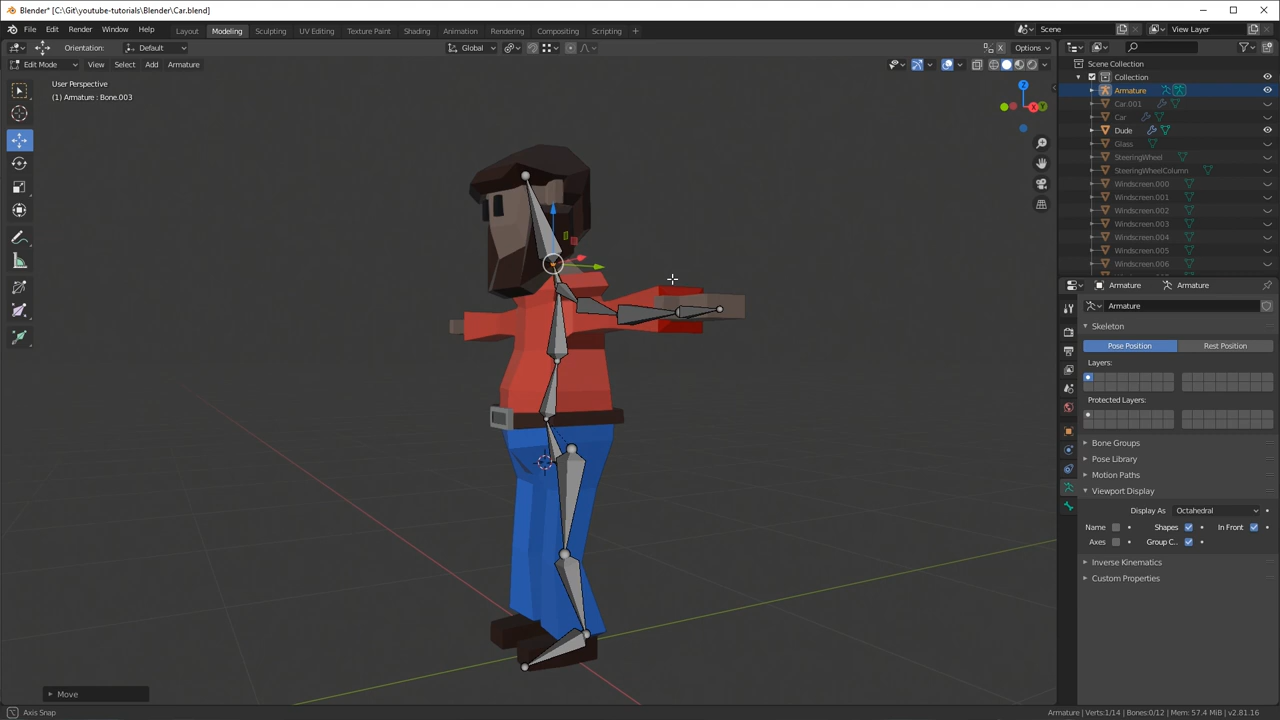 Blender* [C:\Git\youtube-tutorials\Blender\Car.blend]
File Edit Render Window Help Layout Modeling Sculpting UV Editing Texture Paint Shading Animation Rendering Compositing Scripting + Scene View Layer
Orientation: Default Global Options
Edit Mode View Select Add Armature
User Perspective
(1) Armature : Bone.003
Z
X
Y
Scene Collection
Collection
Armature
Car.001
Car
Dude
Glass
SteeringWheel
SteeringWheelColumn
Windscreen.000
Windscreen.001
Windscreen.002
Windscreen.003
Windscreen.004
Windscreen.005
Windscreen.006
Armature Armature
Armature
Skeleton
Pose Position Rest Position
Layers:
Protected Layers:
Bone Groups
Pose Library
Motion Paths
Viewport Display
Display As Octahedral
Name Shapes In Front
Axes Group C..
Inverse Kinematics
Custom Properties
Move
Axis Snap
Armature | Verts:1/14 | Bones:0/12 | Mem: 57.4 MiB | v2.81.16